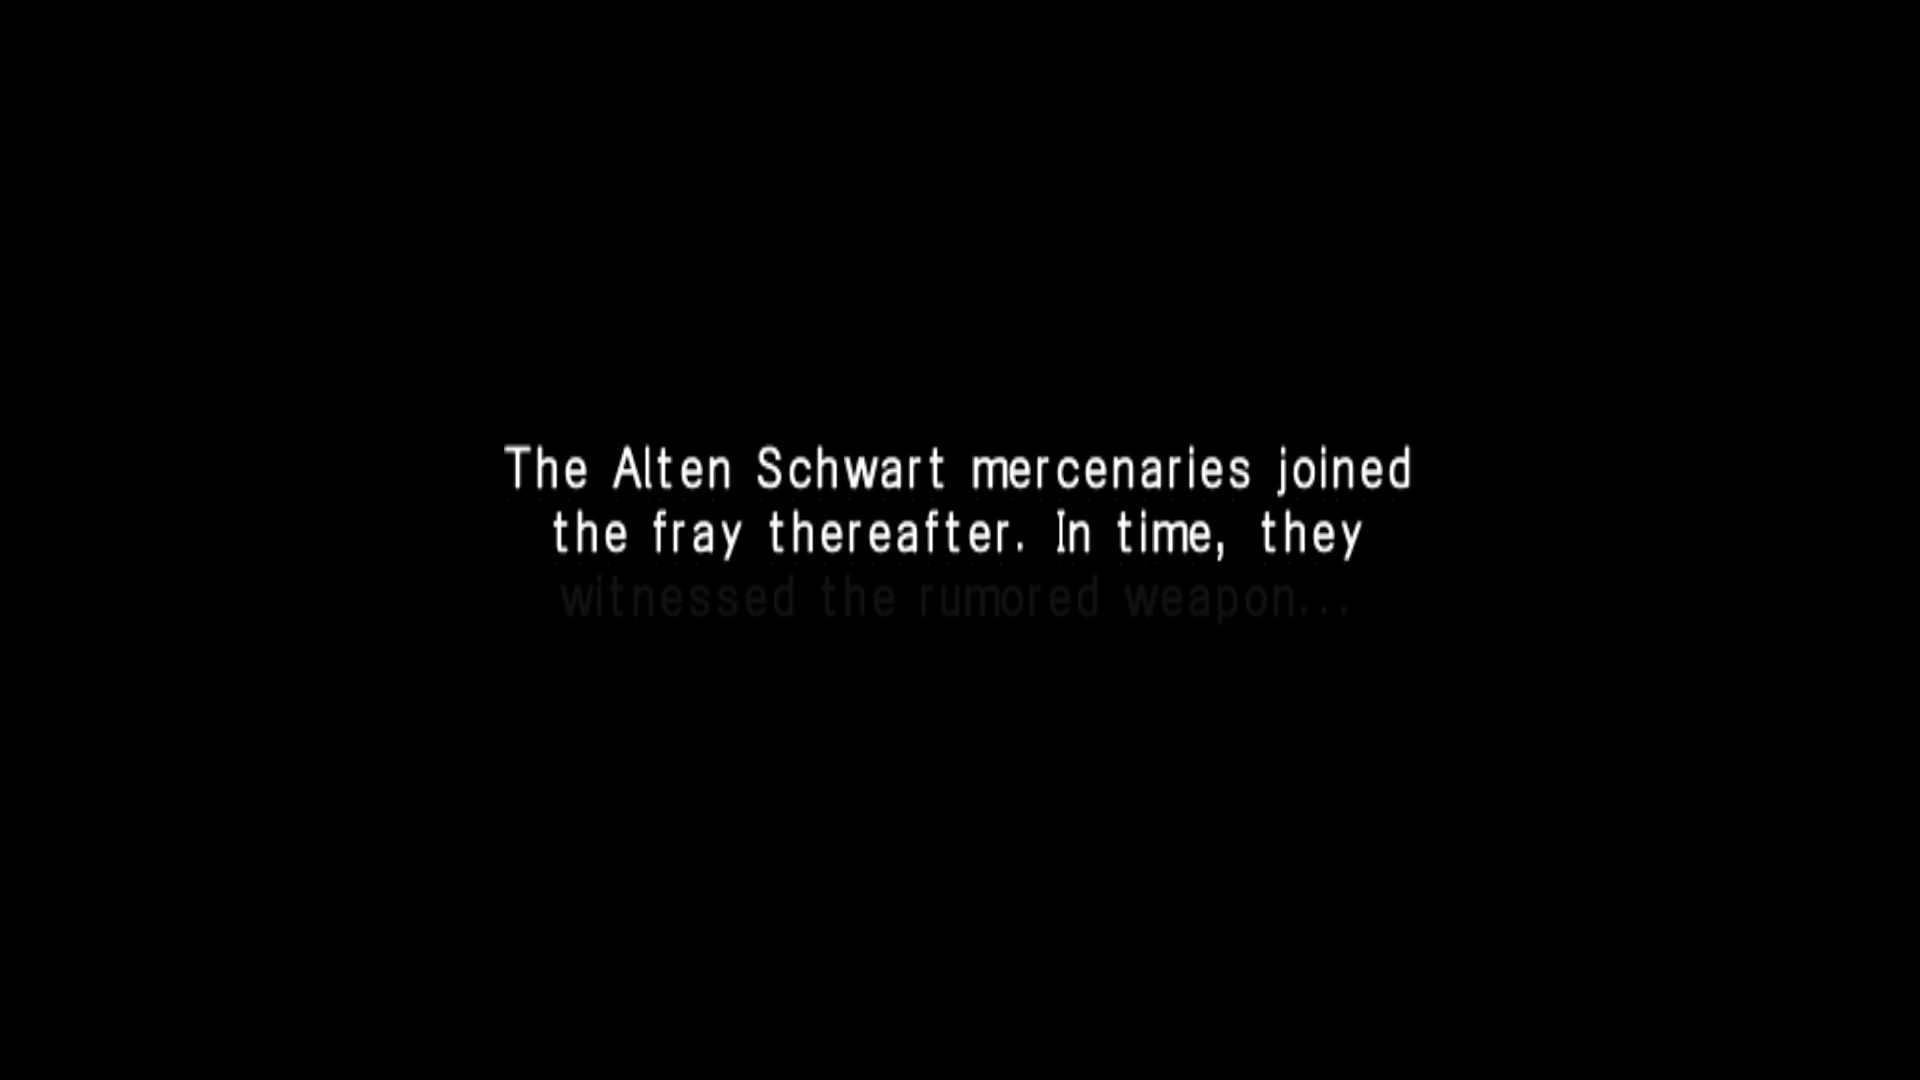 The Alten Schwart mercenaries joined
the fray thereafter. In time, they
witnessed the rumored weapon...